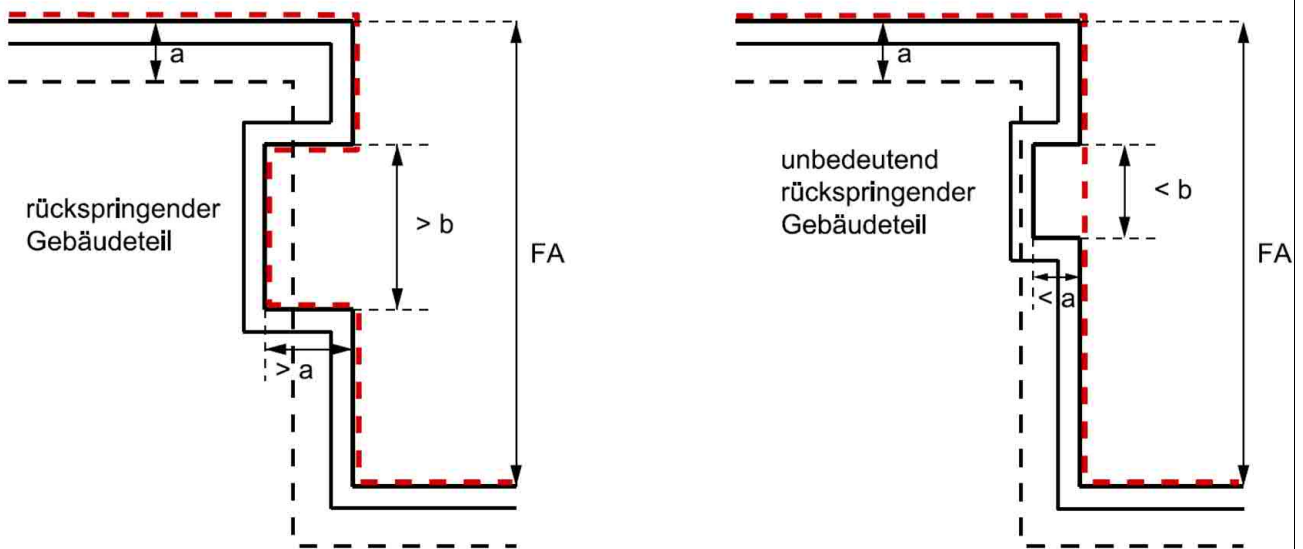 a
rückspringender
Gebäudeteil
> b
FA
> a
a
unbedeutend
rückspringender
Gebäudeteil
< b
FA
< a